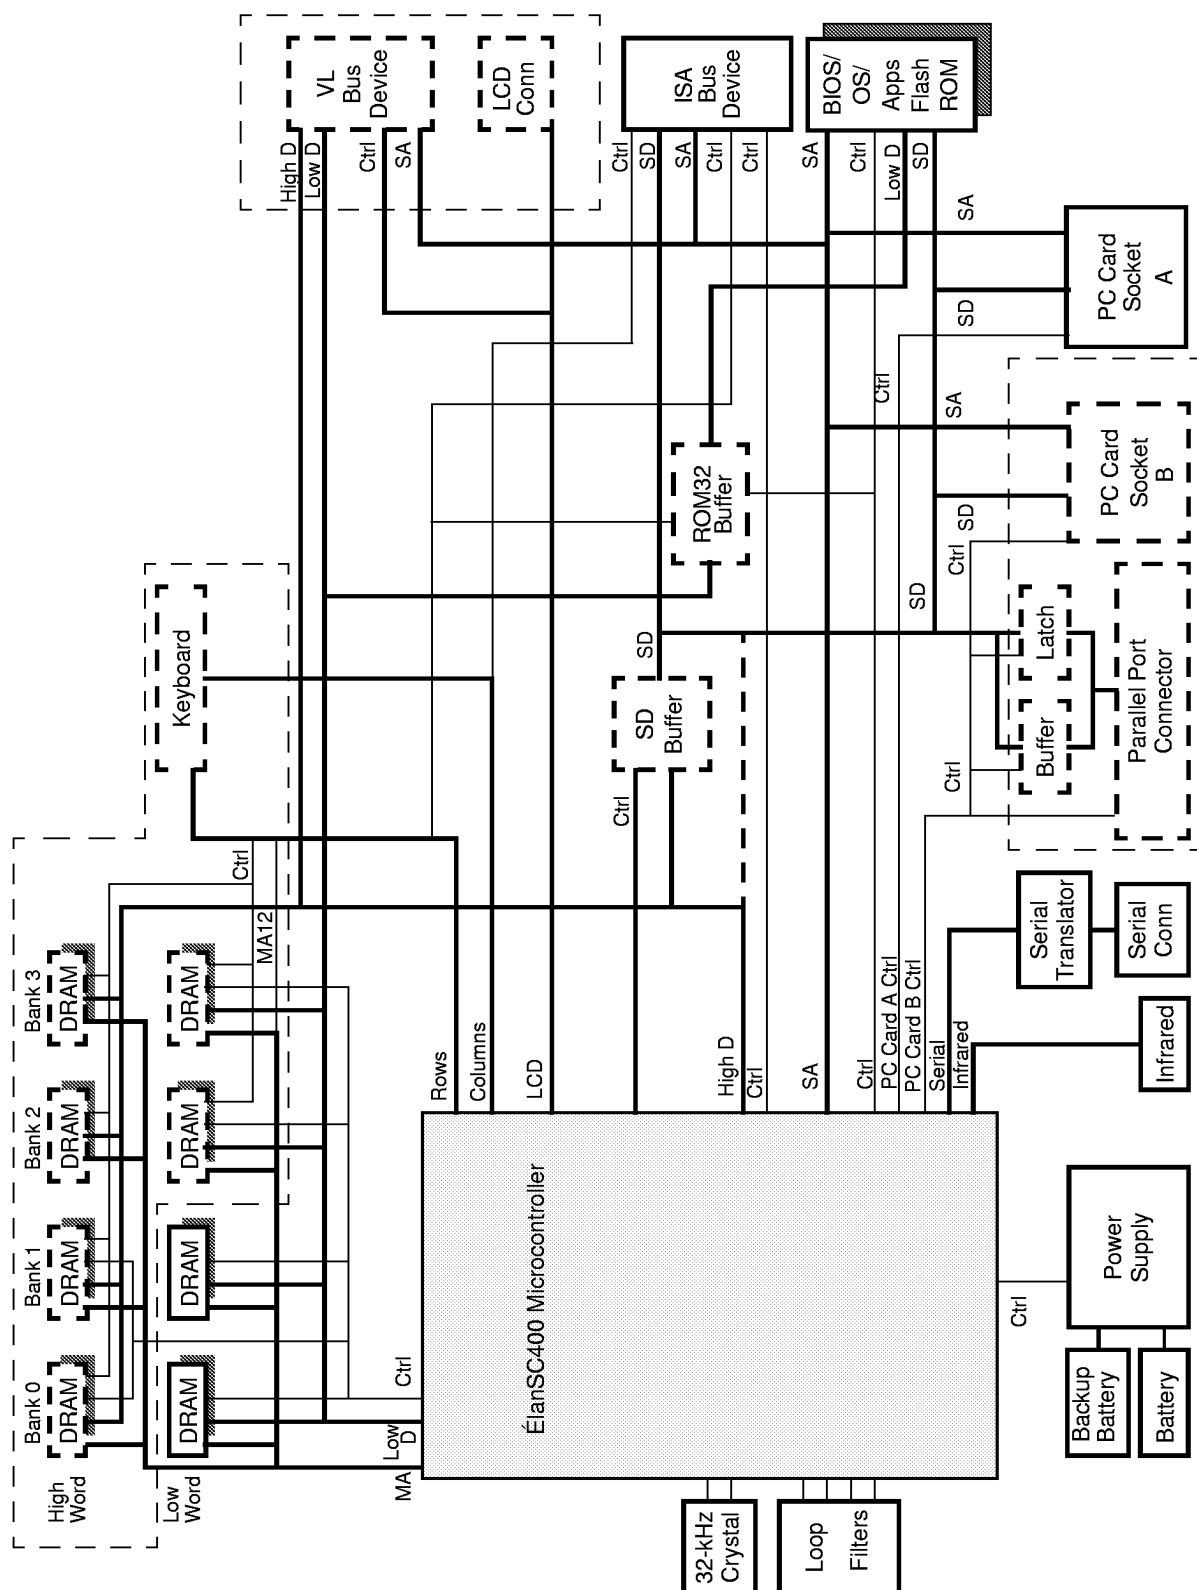 High
Word
Low
Word
Bank 0
Bank 1
Bank 2
Bank 3
DRAM
DRAM
DRAM
DRAM
DRAM
DRAM
DRAM
DRAM
Ctrl
MA12
Keyboard
MA
Low
D
Ctrl
Rows
Columns
LCD
High D
Ctrl
SA
Ctrl
PC Card A Ctrl
PC Card B Ctrl
Serial
Infrared
ÉlanSC400 Microcontroller
32-kHz
Crystal
Loop
Filters
Ctrl
Power
Supply
Backup
Battery
Battery
Infrared
Serial
Translator
Serial
Conn
Ctrl
SD
Buffer
SD
ROM32
Buffer
Ctrl
Buffer
Latch
Parallel Port
Connector
Ctrl
SD
SD
SA
PC Card
Socket
B
Ctrl
SD
SA
PC Card
Socket
A
High D
Low D
Ctrl
SA
VL
Bus
Device
LCD
Conn
Ctrl
SD
SA
Ctrl
Ctrl
ISA
Bus
Device
SA
Ctrl
Low D
SD
BIOS/
OS/
Apps
Flash
ROM